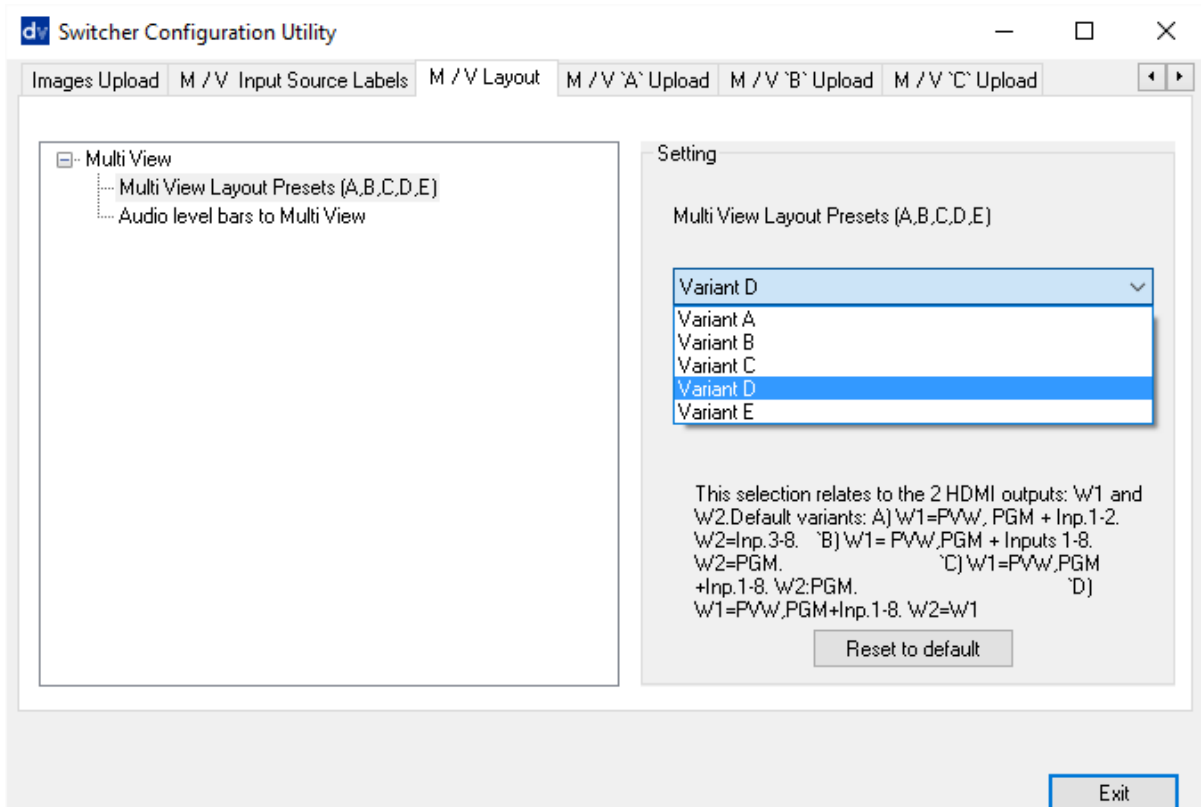 dv Switcher Configuration Utility
Images Upload M / V Input Source Labels M / V Layout M / V `A` Upload M / V `B` Upload M / V `C` Upload
Multi View
Multi View Layout Presets (A,B,C,D,E)
Audio level bars to Multi View
Setting
Multi View Layout Presets (A,B,C,D,E)
Variant D
Variant A
Variant B
Variant C
Variant D
Variant E
This selection relates to the 2 HDMI outputs: W1 and
W2.Default variants: A) W1=PVW, PGM + Inp.1-2.
W2=Inp.3-8. `B) W1= PVW,PGM + Inputs 1-8.
W2=PGM. `C) W1=PVW,PGM
+Inp.1-8. W2:PGM. `D)
W1=PVW,PGM+Inp.1-8. W2=W1
Reset to default
Exit